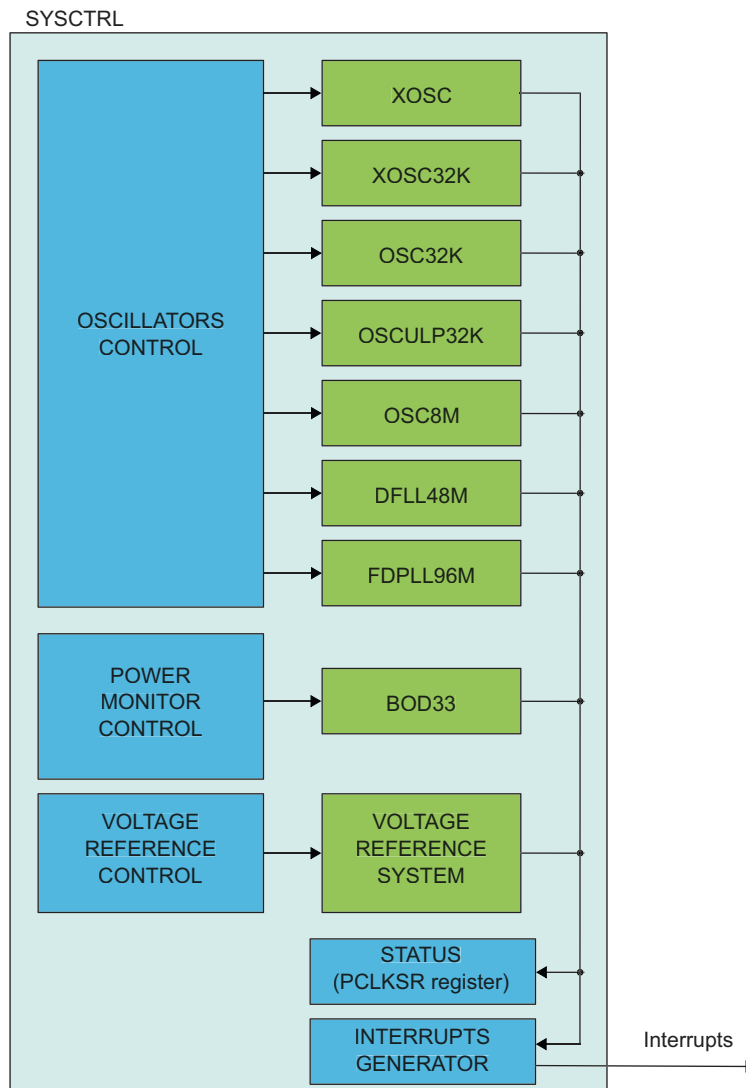 SYSCTRL
XOSC
XOSC32K
OSC32K
OSCILLATORS
CONTROL
OSCULP32K
OSC8M
DFLL48M
FDPLL96M
POWER
MONITOR
CONTROL
BOD33
VOLTAGE
REFERENCE
CONTROL
VOLTAGE
REFERENCE
SYSTEM
STATUS
(PCLKSR register)
INTERRUPTS
GENERATOR
Interrupts